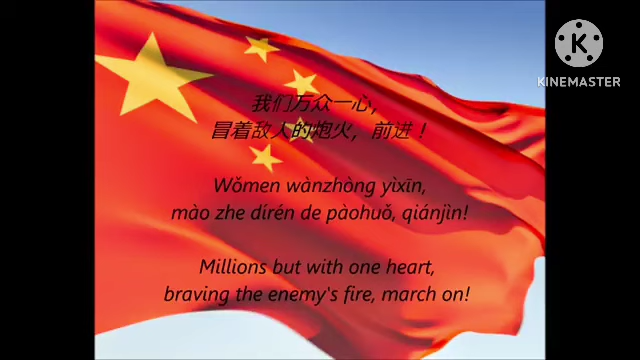 K
KINEMASTER
我们万众一心，
冒着敌人的炮火，前进！
Wǒmen wànzhòng yìxīn,
mào zhe dírén de pàohuǒ, qiánjìn!
Millions but with one heart,
braving the enemy's fire, march on!